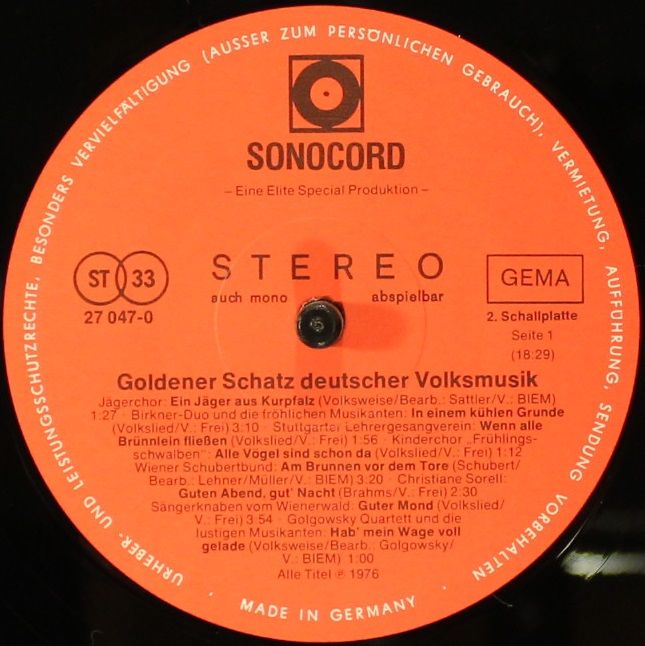 URHEBER- UND LEISTUNGSSCHUTZRECHTE, BESONDERS VERVIELFÄLTIGUNG (AUSSER ZUM PERSÖNLICHEN GEBRAUCH), VERMIETUNG, AUFFÜHRUNG, SENDUNG VORBEHALTEN
SONOCORD
– Eine Elite Special Produktion –
STEREO
auch mono abspielbar
ST 33
27 047-0
GEMA
2. Schallplatte
Seite 1
(18:29)
Goldener Schatz deutscher Volksmusik
Jägerchor: Ein Jäger aus Kurpfalz (Volksweise/Bearb.: Sattler/V.: BIEM)
1:27 · Birkner-Duo und die fröhlichen Musikanten: In einem kühlen Grunde
(Volkslied/V.: Frei) 3:10 · Stuttgarter Lehrergesangverein: Wenn alle
Brünnlein fließen (Volkslied/V.: Frei) 1:56 · Kinderchor "Frühlings-
schwalben": Alle Vögel sind schon da (Volkslied/V.: Frei) 1:12
Wiener Schubertbund: Am Brunnen vor dem Tore (Schubert/
Bearb.: Lehner/Müller/V.: BIEM) 3.20 · Christiane Sorell:
Guten Abend, gut' Nacht (Brahms/V.: Frei) 2:30
Sängerknaben vom Wienerwald: Guter Mond (Volkslied/
V.: Frei) 3 54 · Golgowsky Quartett und die
lustigen Musikanten: Hab' mein Wage voll
gelade (Volksweise/Bearb.: Golgowsky/
V.: BIEM) 1:00
Alle Titel ℗ 1976
· MADE IN GERMANY ·